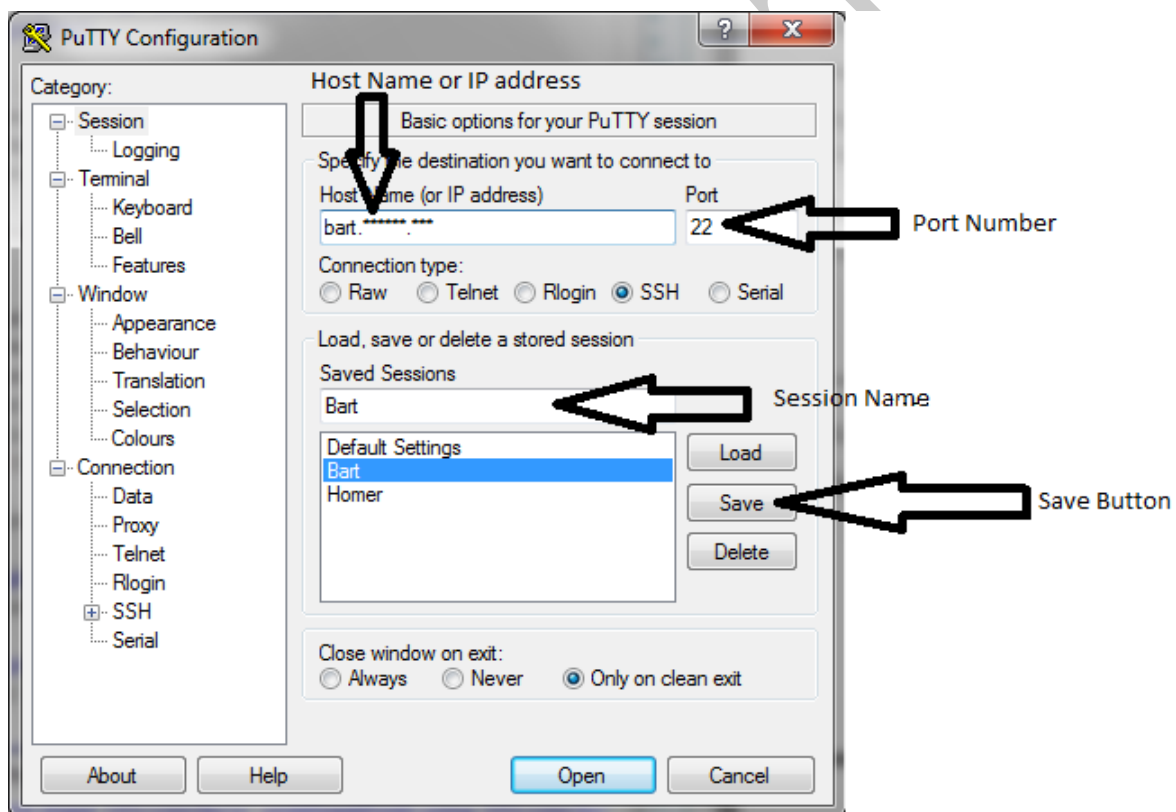 PuTTY Configuration
Category:
Session
Logging
Terminal
Keyboard
Bell
Features
Window
Appearance
Behaviour
Translation
Selection
Colours
Connection
Data
Proxy
Telnet
Rlogin
SSH
Serial
Host Name or IP address
Basic options for your PuTTY session
Specify the destination you want to connect to
Host Name (or IP address) Port
bart.******.*** 22
Port Number
Connection type:
Raw Telnet Rlogin SSH Serial
Load, save or delete a stored session
Saved Sessions
Bart
Session Name
Default Settings
Bart
Homer
Load
Save
Save Button
Delete
Close window on exit:
Always Never Only on clean exit
About Help Open Cancel